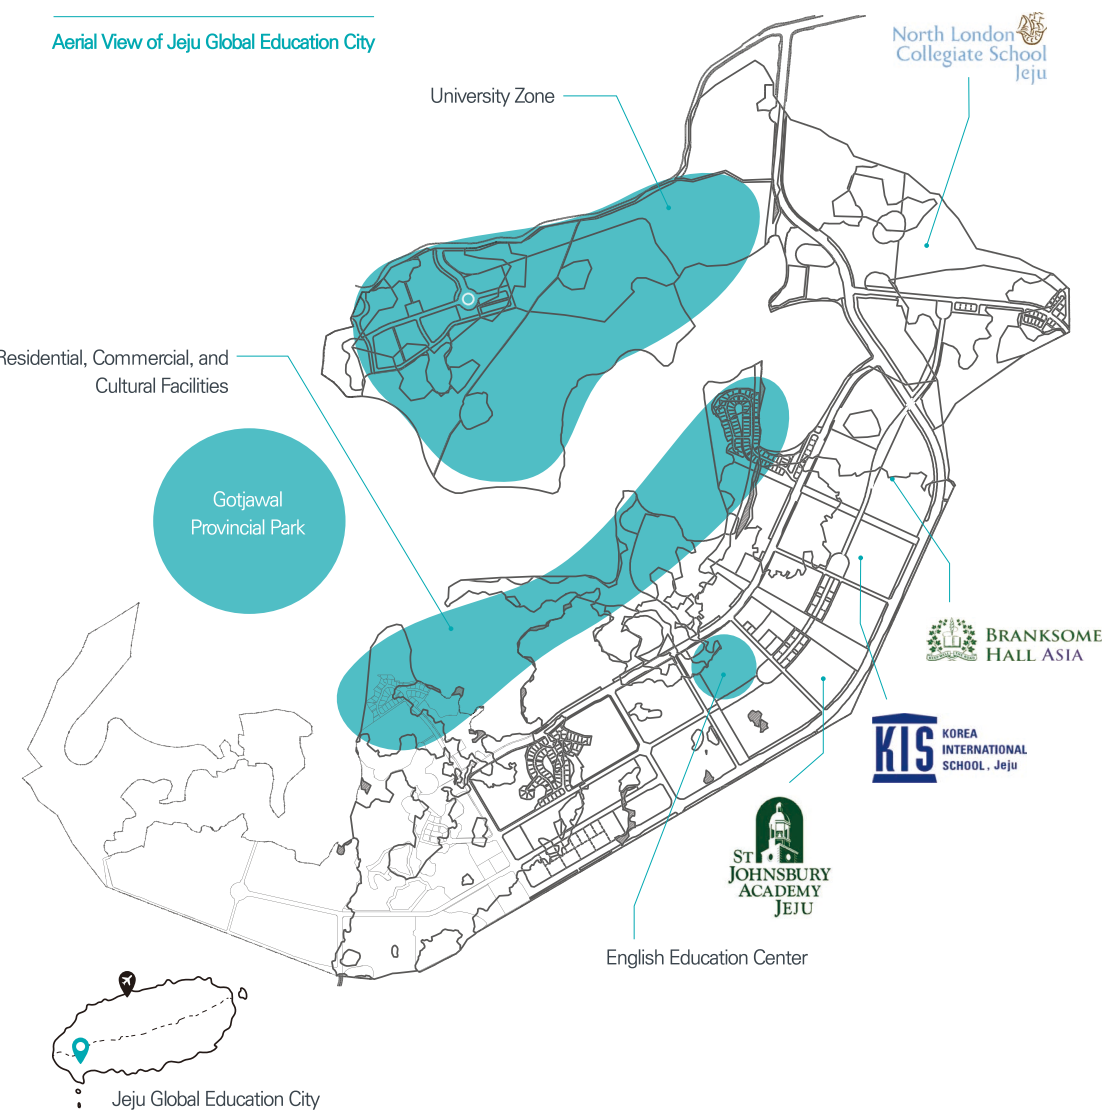 Aerial View of Jeju Global Education City
North London
Collegiate School
Jeju
University Zone
Residential, Commercial, and
Cultural Facilities
Gotjawal
Provincial Park
BRANKSOME
HALL ASIA
KIS
KOREA
INTERNATIONAL
SCHOOL, Jeju
ST
JOHNSBURY
ACADEMY
JEJU
English Education Center
Jeju Global Education City